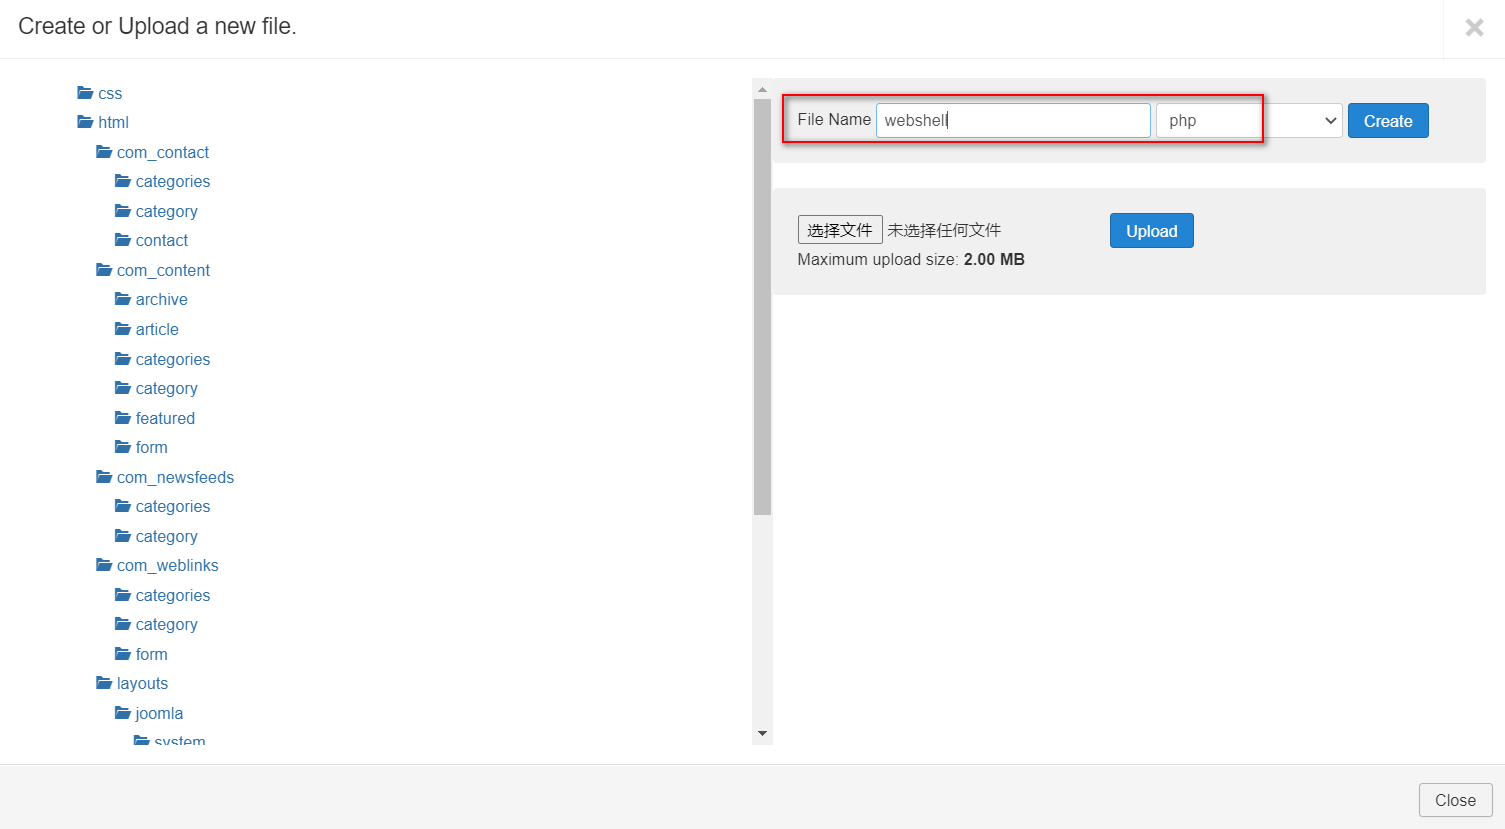 Create or Upload a new file.
css
html
com_contact
categories
category
contact
com_content
archive
article
categories
category
featured
form
com_newsfeeds
categories
category
com_weblinks
categories
category
form
layouts
joomla
system
File Name webshell php Create
选择文件 未选择任何文件 Upload
Maximum upload size: 2.00 MB
Close